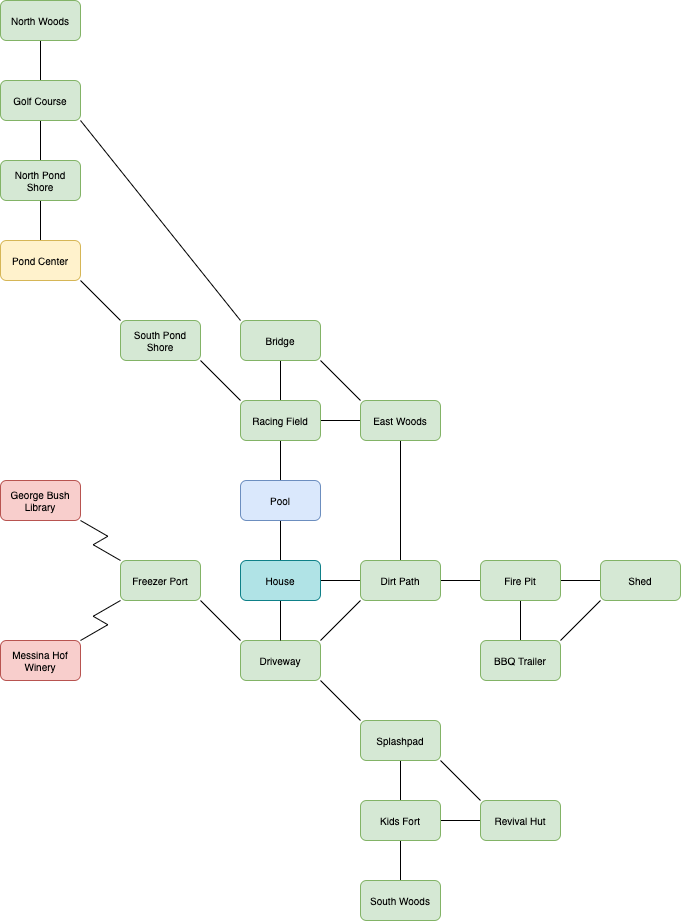 North Woods
Golf Course
North Pond
Shore
Pond Center
South Pond
Shore
Bridge
Racing Field
East Woods
George Bush
Library
Pool
Freezer Port
House
Dirt Path
Fire Pit
Shed
Messina Hof
Winery
Driveway
BBQ Trailer
Splashpad
Kids Fort
Revival Hut
South Woods